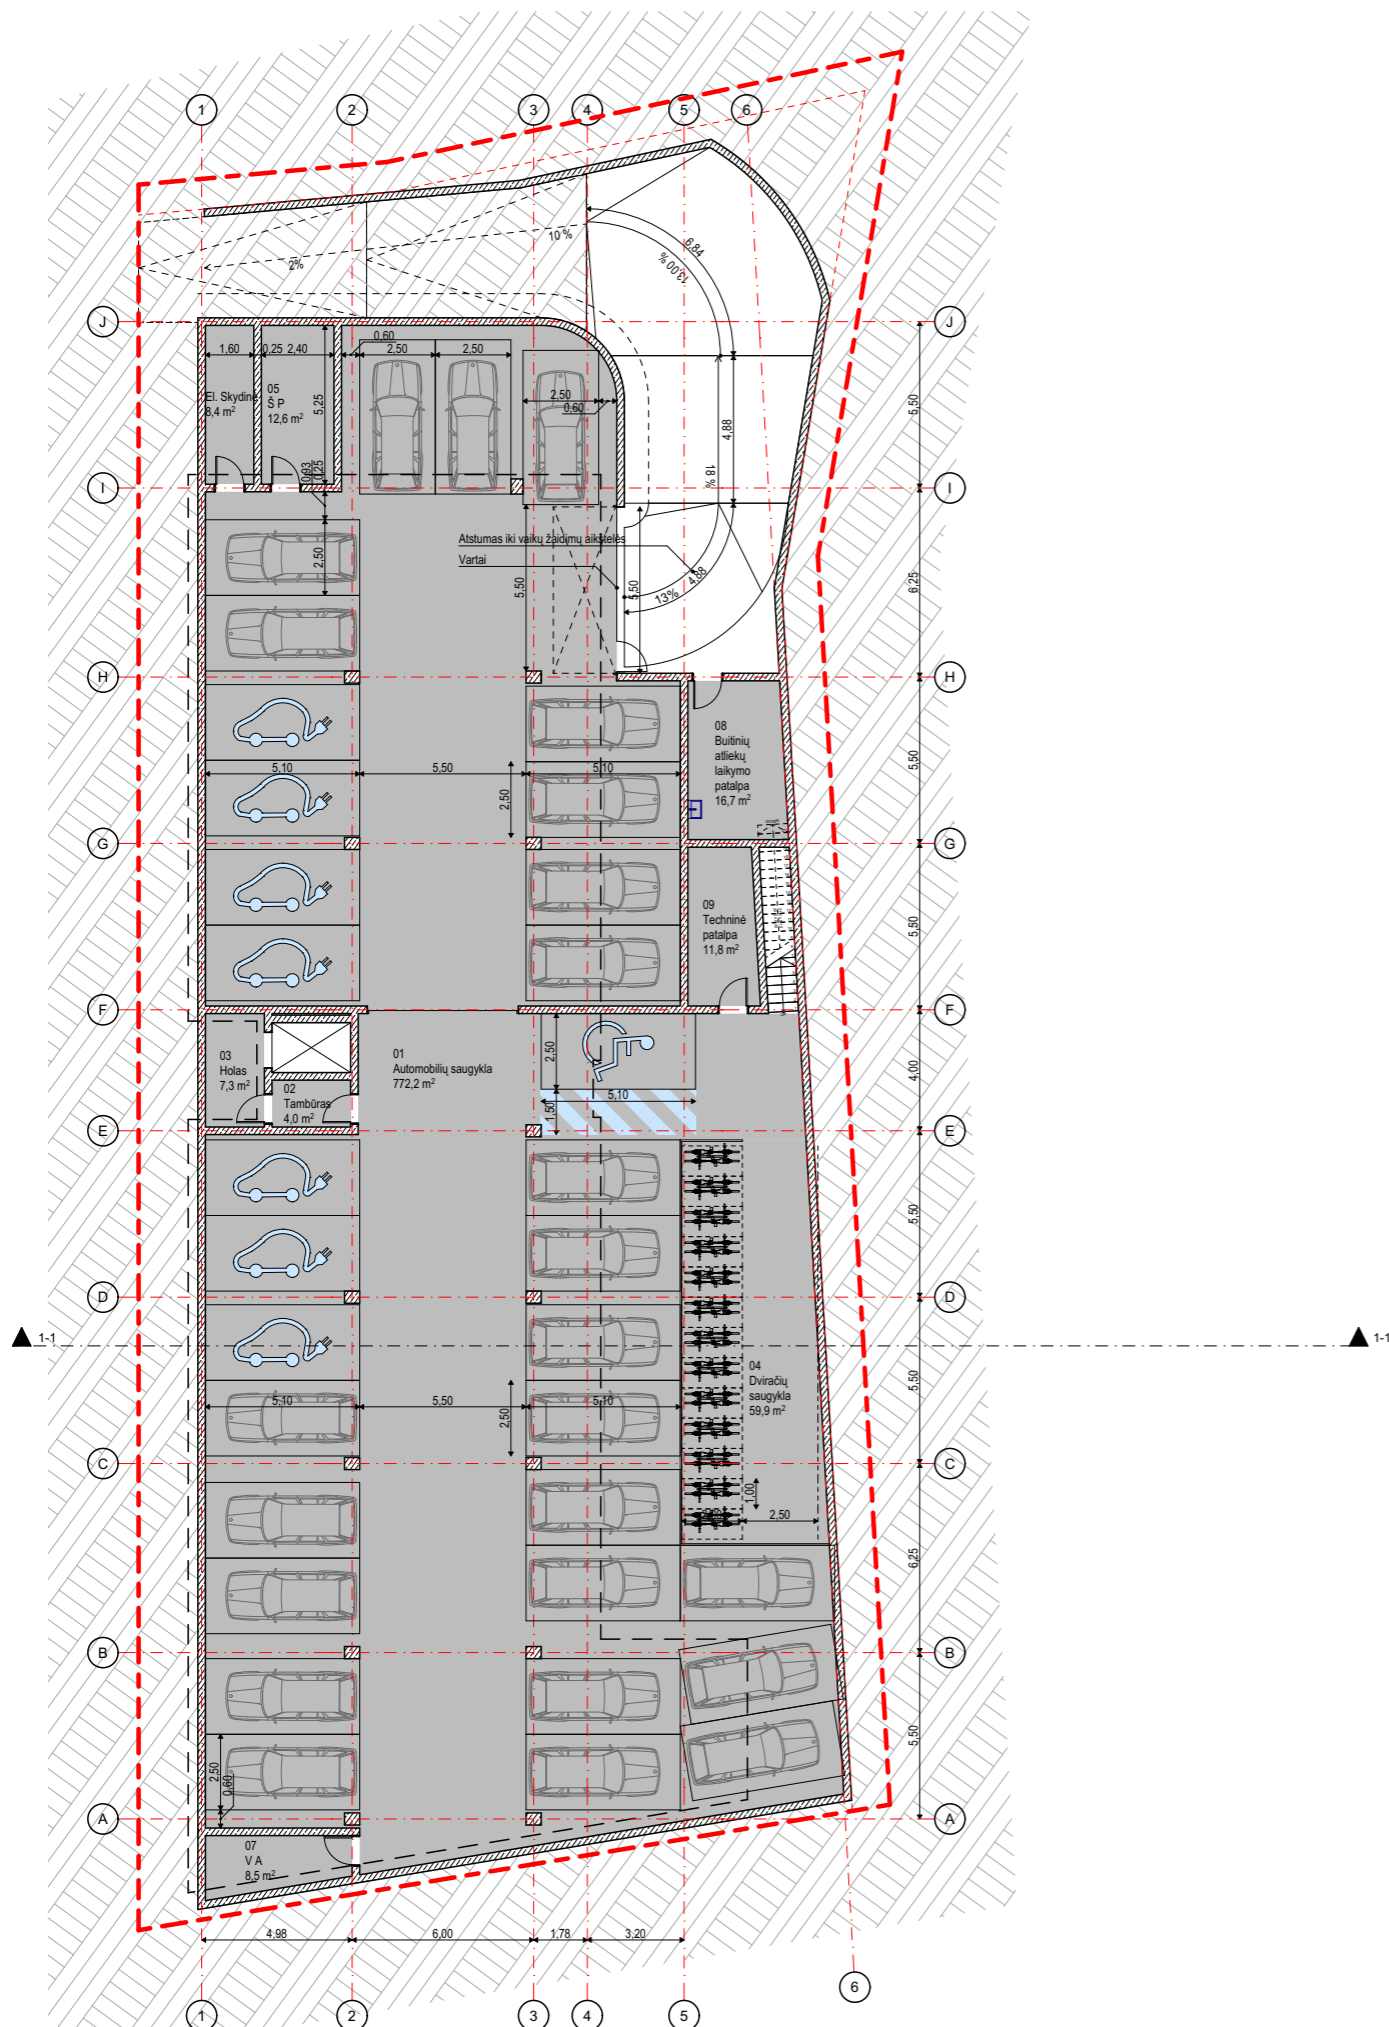 1
2
3
4
5
6
10 %
2%
6,84
13,00 %
J
J
0,60
1,60
0,25
2,40
2,50
2,50
El. Skydinė
8,4 m²
05
Š P
12,6 m²
5,25
2,50
0,60
4,88
5,50
18 %
0,93
0,25
I
I
2,50
Atstumas iki vaikų žaidimų aikštelės
Vartai
5,50
5,50
4,88
13%
6,25
H
H
08
Buitinių
atliekų
laikymo
patalpa
16,7 m²
5,10
5,50
5,10
2,50
5,50
G
G
09
Techninė
patalpa
11,8 m²
5,50
F
F
03
Holas
7,3 m²
02
Tambūras
4,0 m²
01
Automobilių saugykla
772,2 m²
2,50
5,10
1,50
4,00
E
E
5,50
D
D
1-1
1-1
04
Dviračių
saugykla
59,9 m²
5,10
5,50
5,10
2,50
5,50
C
C
1,00
2,50
6,25
B
B
5,50
2,50
0,60
A
A
07
V A
8,5 m²
4,98
6,00
1,78
3,20
1
2
3
4
5
6